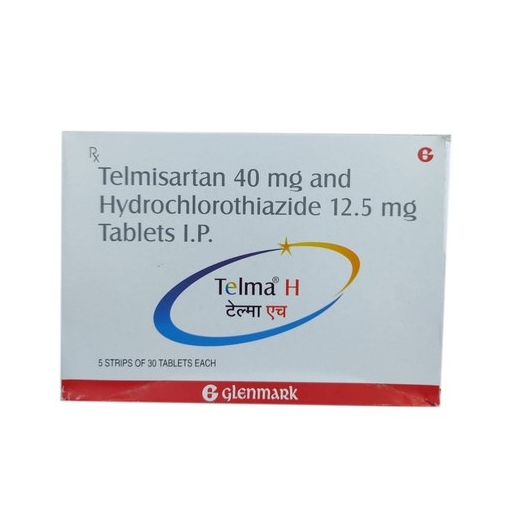 Rx
Telmisartan 40 mg and
Hydrochlorothiazide 12.5 mg
Tablets I.P.
Telma® H
टेल्मा एच
5 STRIPS OF 30 TABLETS EACH
G glenmark